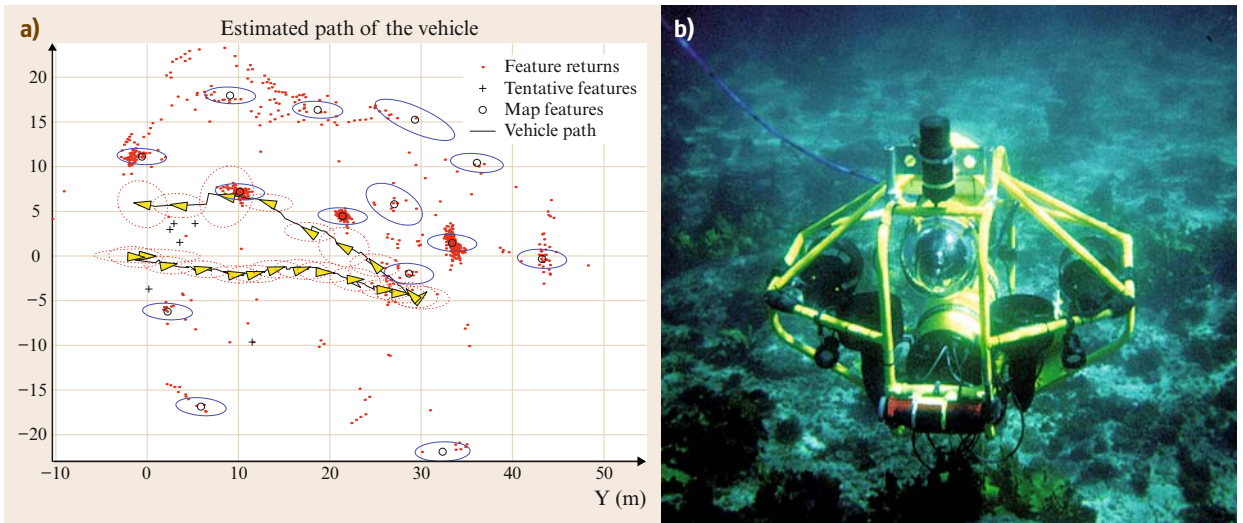 a)
Estimated path of the vehicle
Feature returns
Tentative features
Map features
Vehicle path
20
15
10
5
0
−5
−10
−15
−20
−10 0 10 20 30 40 50
Y (m)
b)